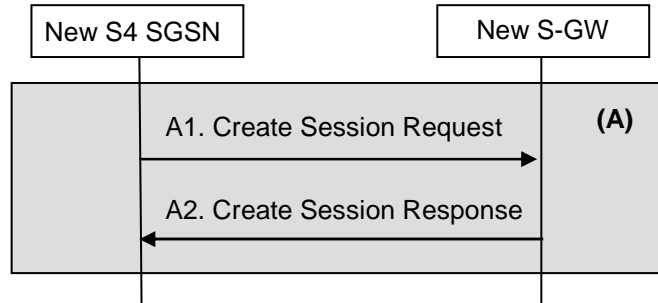 New S4 SGSN
New S-GW
(A)
A1. Create Session Request
A2. Create Session Response